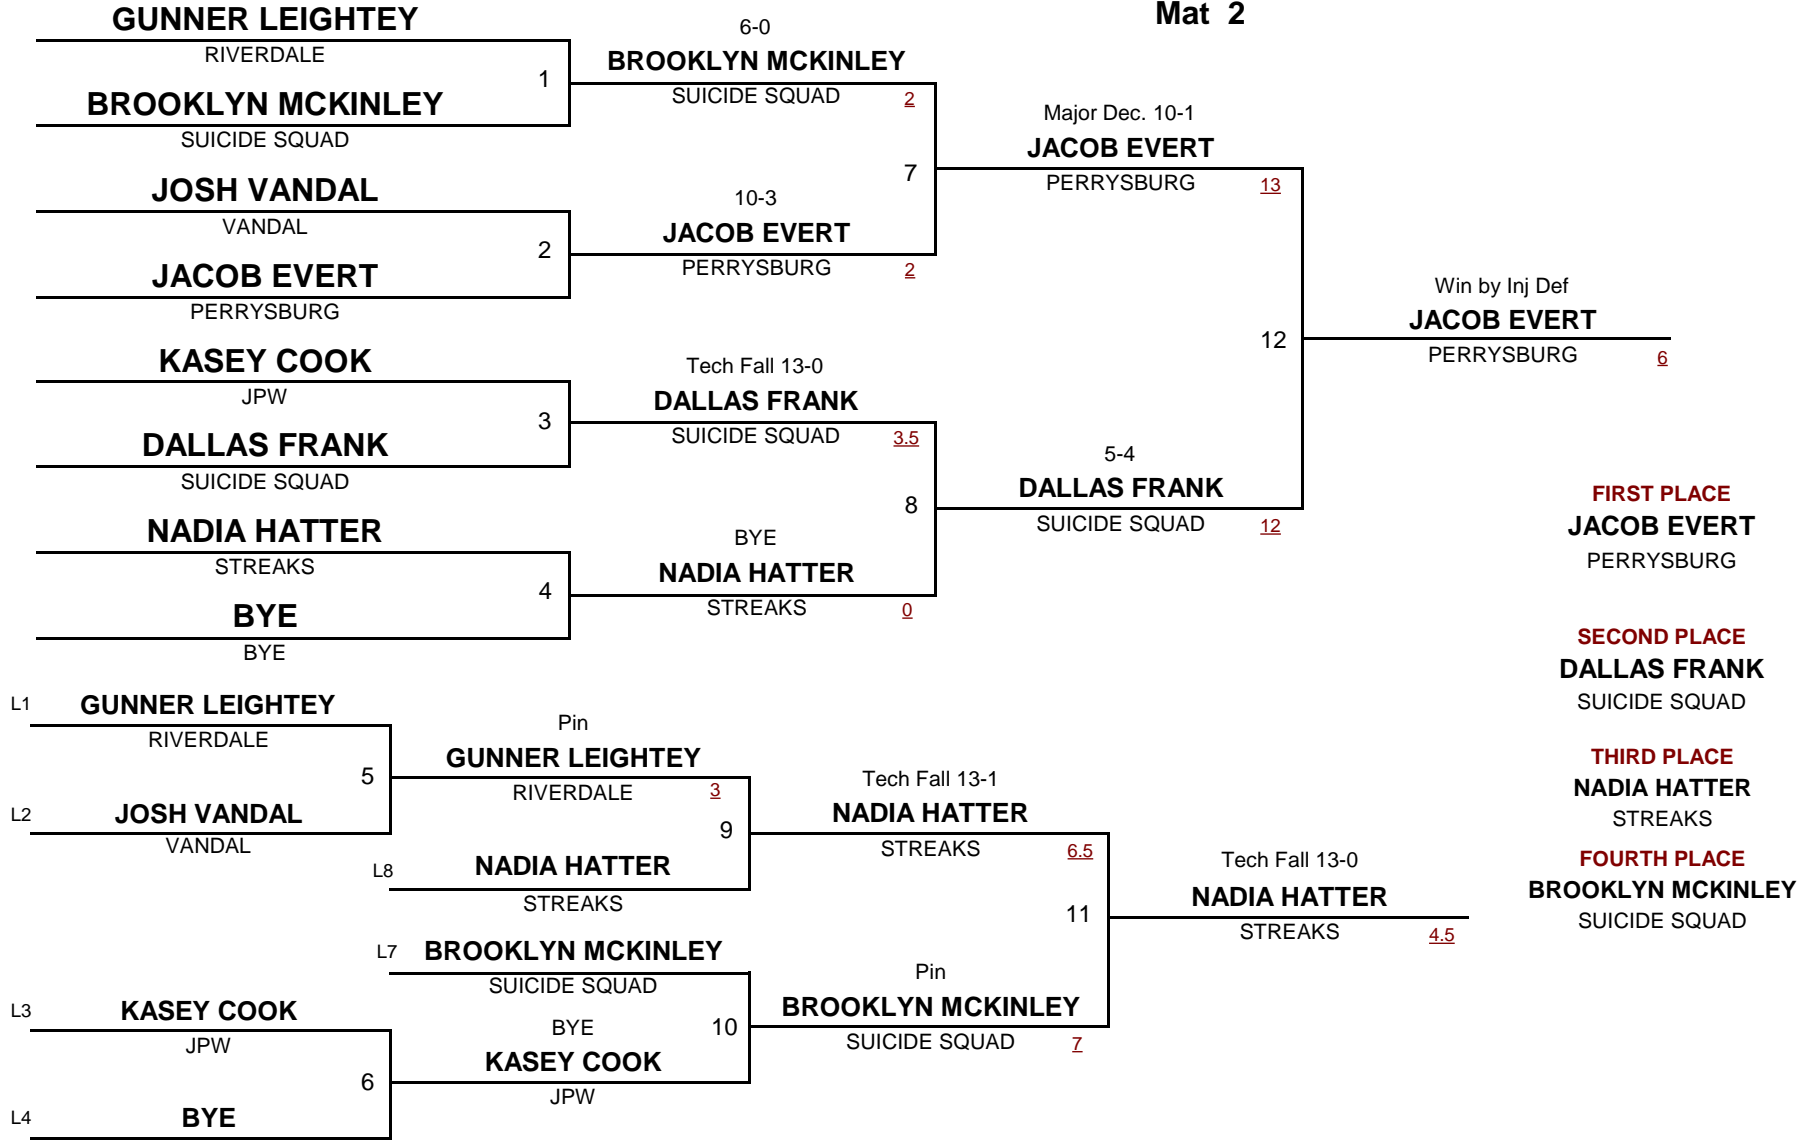 Mat 2
GUNNER LEIGHTEY
RIVERDALE
1
BROOKLYN MCKINLEY
SUICIDE SQUAD
JOSH VANDAL
VANDAL
2
JACOB EVERT
PERRYSBURG
KASEY COOK
JPW
3
DALLAS FRANK
SUICIDE SQUAD
NADIA HATTER
STREAKS
4
BYE
BYE
6-0
BROOKLYN MCKINLEY
SUICIDE SQUAD 2
7
10-3
JACOB EVERT
PERRYSBURG 2
Tech Fall 13-0
DALLAS FRANK
SUICIDE SQUAD 3.5
8
BYE
NADIA HATTER
STREAKS 0
Major Dec. 10-1
JACOB EVERT
PERRYSBURG 13
12
5-4
DALLAS FRANK
SUICIDE SQUAD 12
Win by Inj Def
JACOB EVERT
PERRYSBURG 6
FIRST PLACE
JACOB EVERT
PERRYSBURG
SECOND PLACE
DALLAS FRANK
SUICIDE SQUAD
THIRD PLACE
NADIA HATTER
STREAKS
FOURTH PLACE
BROOKLYN MCKINLEY
SUICIDE SQUAD
L1 GUNNER LEIGHTEY
RIVERDALE
5
L2 JOSH VANDAL
VANDAL
L3 KASEY COOK
JPW
6
L4 BYE
Pin
GUNNER LEIGHTEY
RIVERDALE 3
9
L8 NADIA HATTER
STREAKS
L7 BROOKLYN MCKINLEY
SUICIDE SQUAD
10
BYE
KASEY COOK
JPW
Tech Fall 13-1
NADIA HATTER
STREAKS 6.5
11
Pin
BROOKLYN MCKINLEY
SUICIDE SQUAD 7
Tech Fall 13-0
NADIA HATTER
STREAKS 4.5